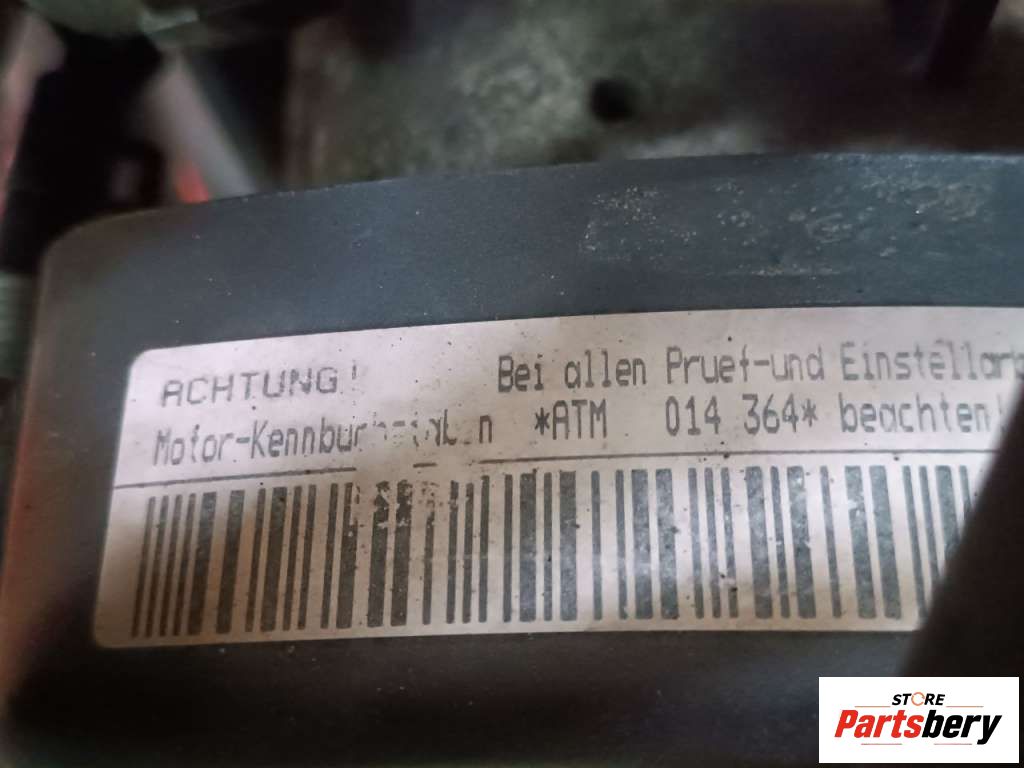 ACHTUNG! Bei allen Pruef-und Einstellarb
*ATM 014 364* beachten!
STORE
Partsbery